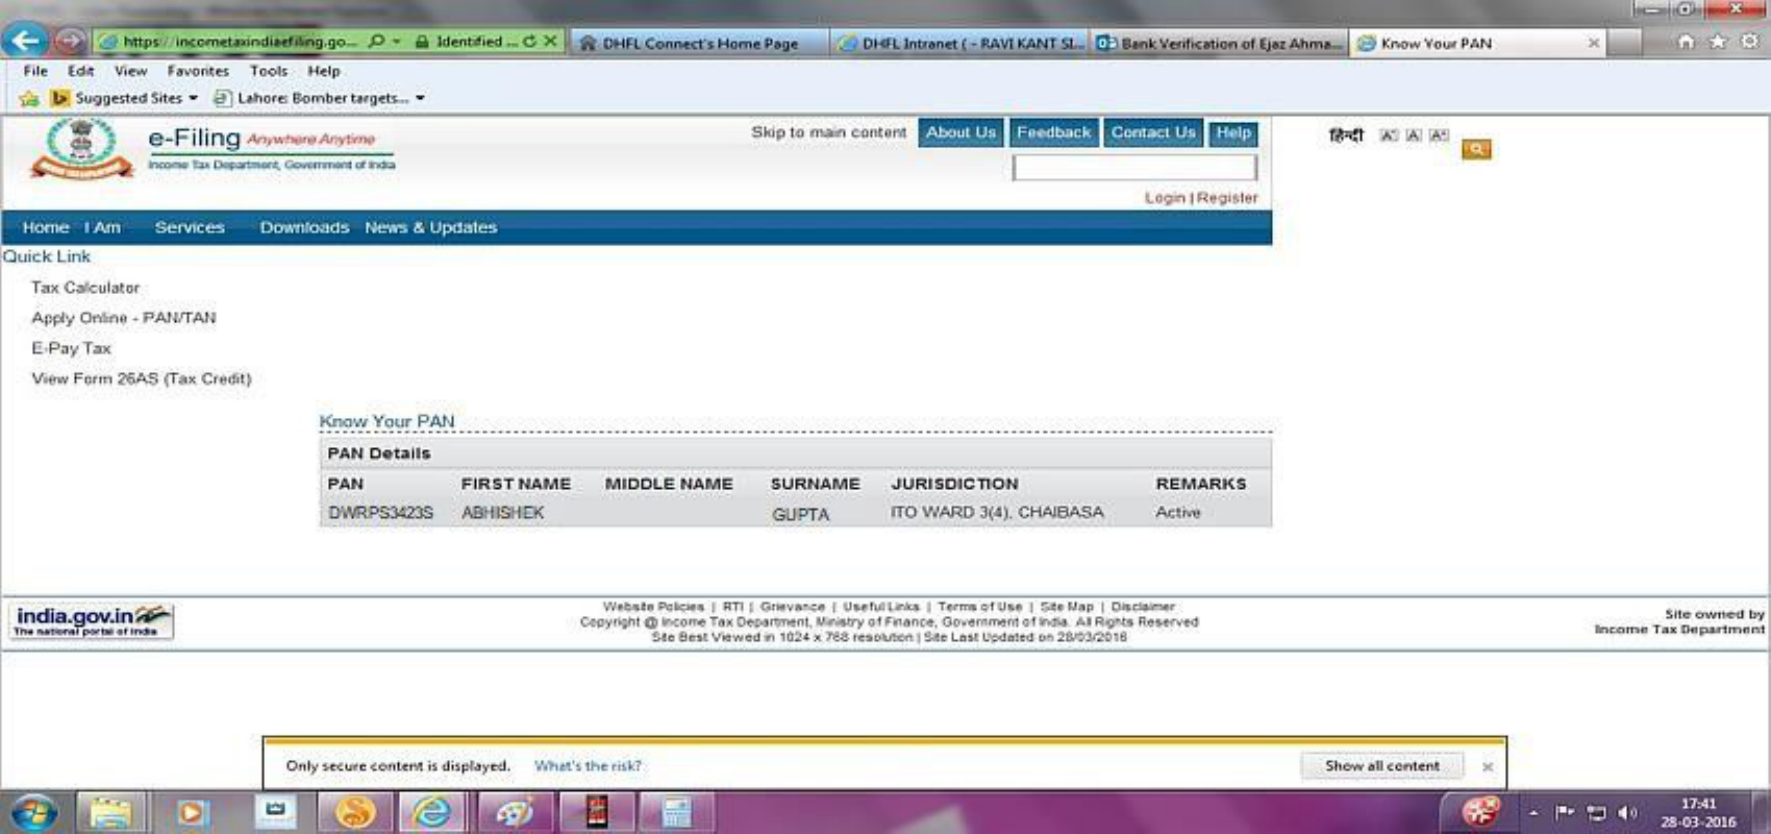 https://incometaxindiaefiling.go... Identified ... DHFL Connect's Home Page DHFL Intranet ( - RAVI KANT SI... Bank Verification of Ejaz Ahma... Know Your PAN
File Edit View Favorites Tools Help
Suggested Sites Lahore: Bomber targets...
e-Filing Anywhere Anytime
Income Tax Department, Government of India
Skip to main content About Us Feedback Contact Us Help
हिन्दी A A A
Login | Register
Home I Am Services Downloads News & Updates
Quick Link
Tax Calculator
Apply Online - PAN/TAN
E-Pay Tax
View Form 26AS (Tax Credit)
Know Your PAN
PAN Details
PAN FIRST NAME MIDDLE NAME SURNAME JURISDICTION REMARKS
DWRPS3423S ABHISHEK GUPTA ITO WARD 3(4), CHAIBASA Active
india.gov.in
The national portal of India
Website Policies | RTI | Grievance | Useful Links | Terms of Use | Site Map | Disclaimer
Copyright @ Income Tax Department, Ministry of Finance, Government of India. All Rights Reserved
Site Best Viewed in 1024 x 768 resolution | Site Last Updated on 28/03/2016
Site owned by
Income Tax Department
Only secure content is displayed. What's the risk? Show all content
17:41
28-03-2016